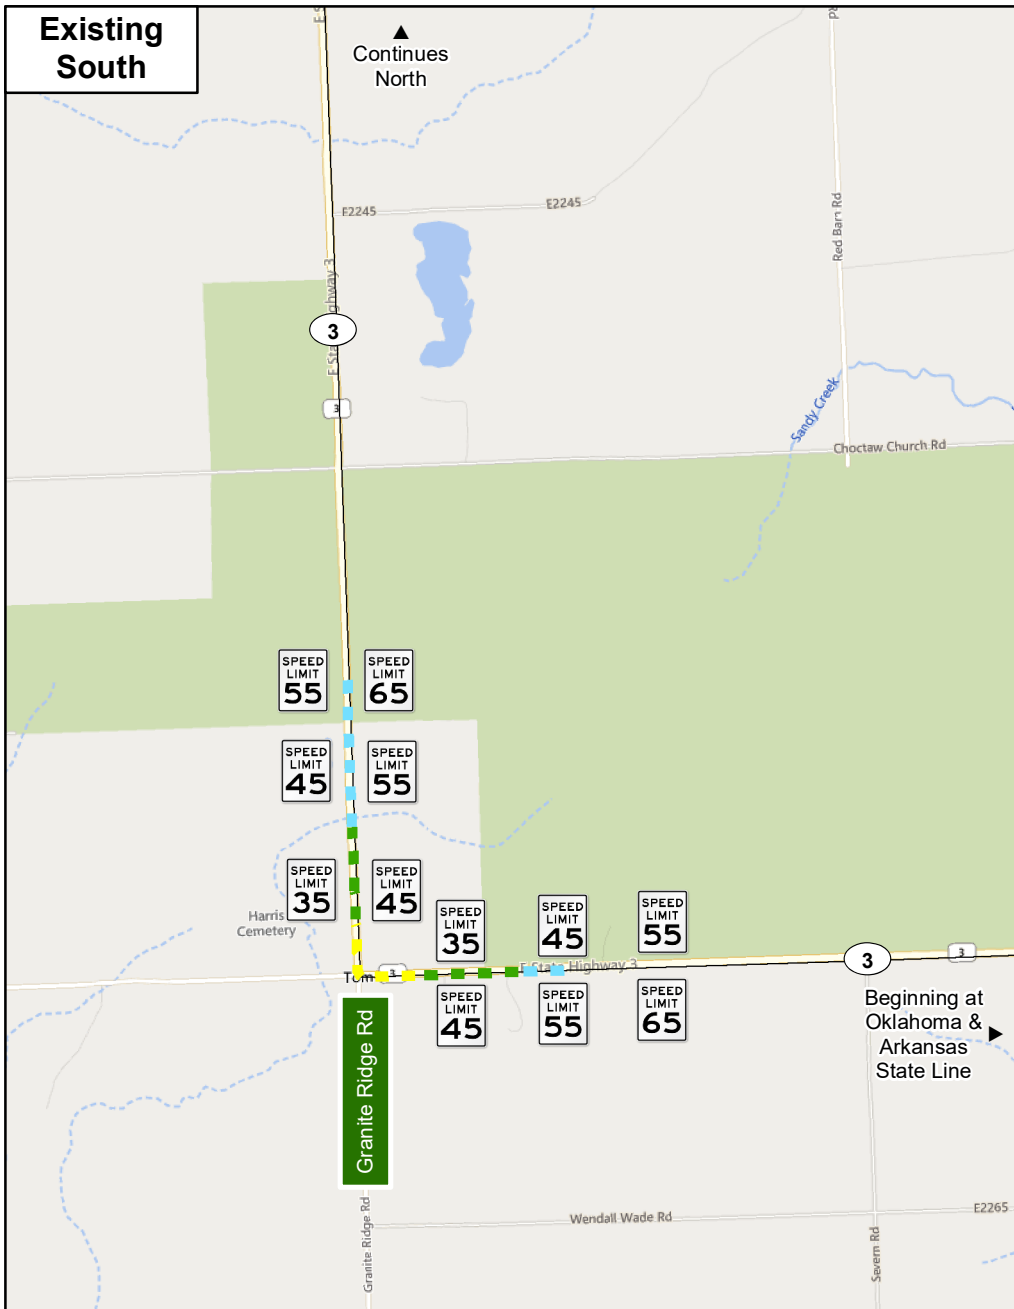 Existing
South
Continues
North
E2245
E2245
Red Barn Rd
3
3
Sandy Creek
Choctaw Church Rd
SPEED
LIMIT
55
SPEED
LIMIT
65
SPEED
LIMIT
45
SPEED
LIMIT
55
SPEED
LIMIT
35
SPEED
LIMIT
45
Harris
Cemetery
SPEED
LIMIT
35
SPEED
LIMIT
45
SPEED
LIMIT
55
Tom
3
E State Highway 3
3
3
SPEED
LIMIT
45
SPEED
LIMIT
55
SPEED
LIMIT
65
Beginning at
Oklahoma &
Arkansas
State Line
Granite Ridge Rd
Granite Ridge Rd
Wendall Wade Rd
E2265
Severn Rd